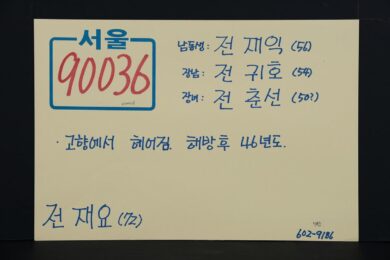 서울
90036
남동생: 전재익 (56)
장남: 전귀호 (54)
장녀: 전춘선 (50?)
· 고향에서 헤어짐. 해방후 46년도.
전재요 (72)
602-9186